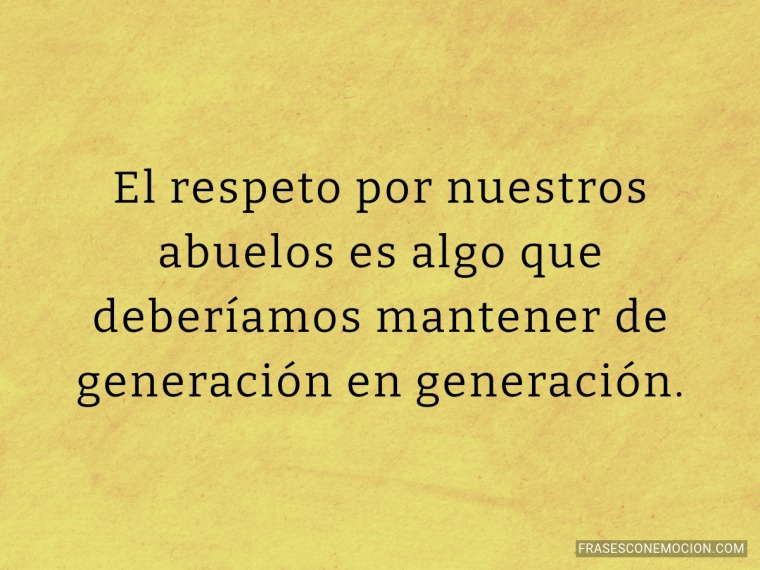 El respeto por nuestros
abuelos es algo que
deberíamos mantener de
generación en generación.
FRASESCONEMOCION.COM